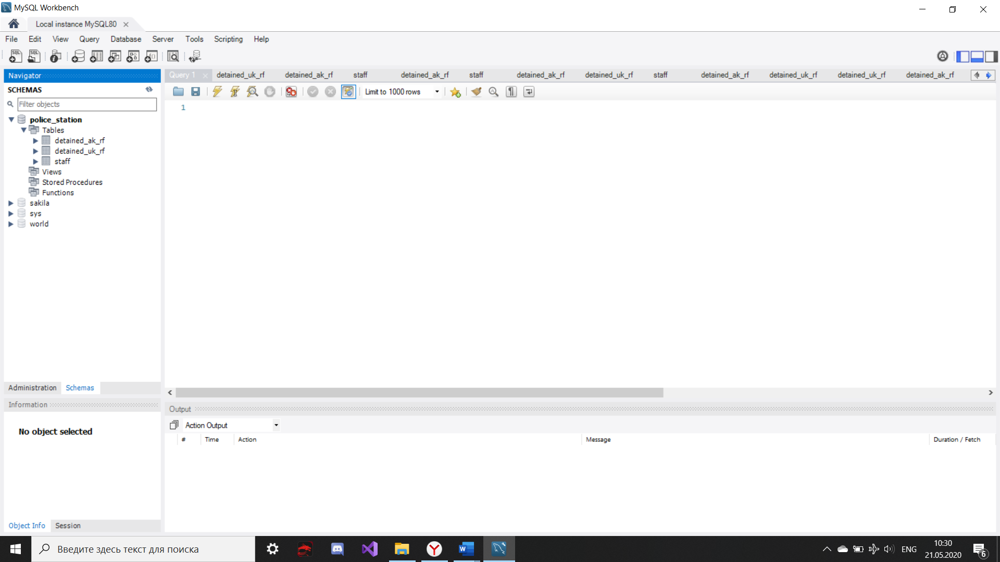 MySQL Workbench
Local instance MySQL80
File Edit View Query Database Server Tools Scripting Help
Navigator
SCHEMAS
Filter objects
police_station
Tables
detained_ak_rf
detained_uk_rf
staff
Views
Stored Procedures
Functions
sakila
sys
world
Administration Schemas
Information
No object selected
Object Info Session
Query 1 detained_uk_rf detained_ak_rf staff detained_ak_rf staff detained_ak_rf detained_uk_rf staff detained_ak_rf detained_uk_rf detained_uk_rf detained_ak_rf
Limit to 1000 rows
1
Output
Action Output
# Time Action Message Duration / Fetch
Введите здесь текст для поиска
ENG
10:30
21.05.2020
6